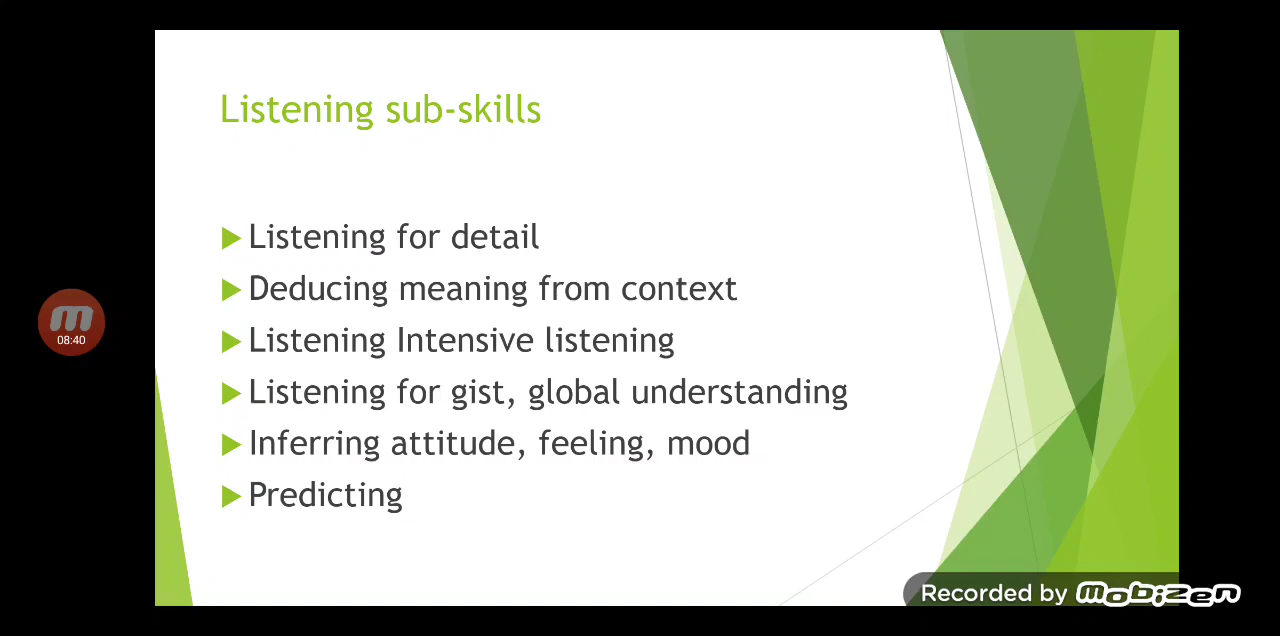 Listening sub-skills
Listening for detail
Deducing meaning from context
Listening Intensive listening
Listening for gist, global understanding
Inferring attitude, feeling, mood
Predicting
08:40
Recorded by mobizen